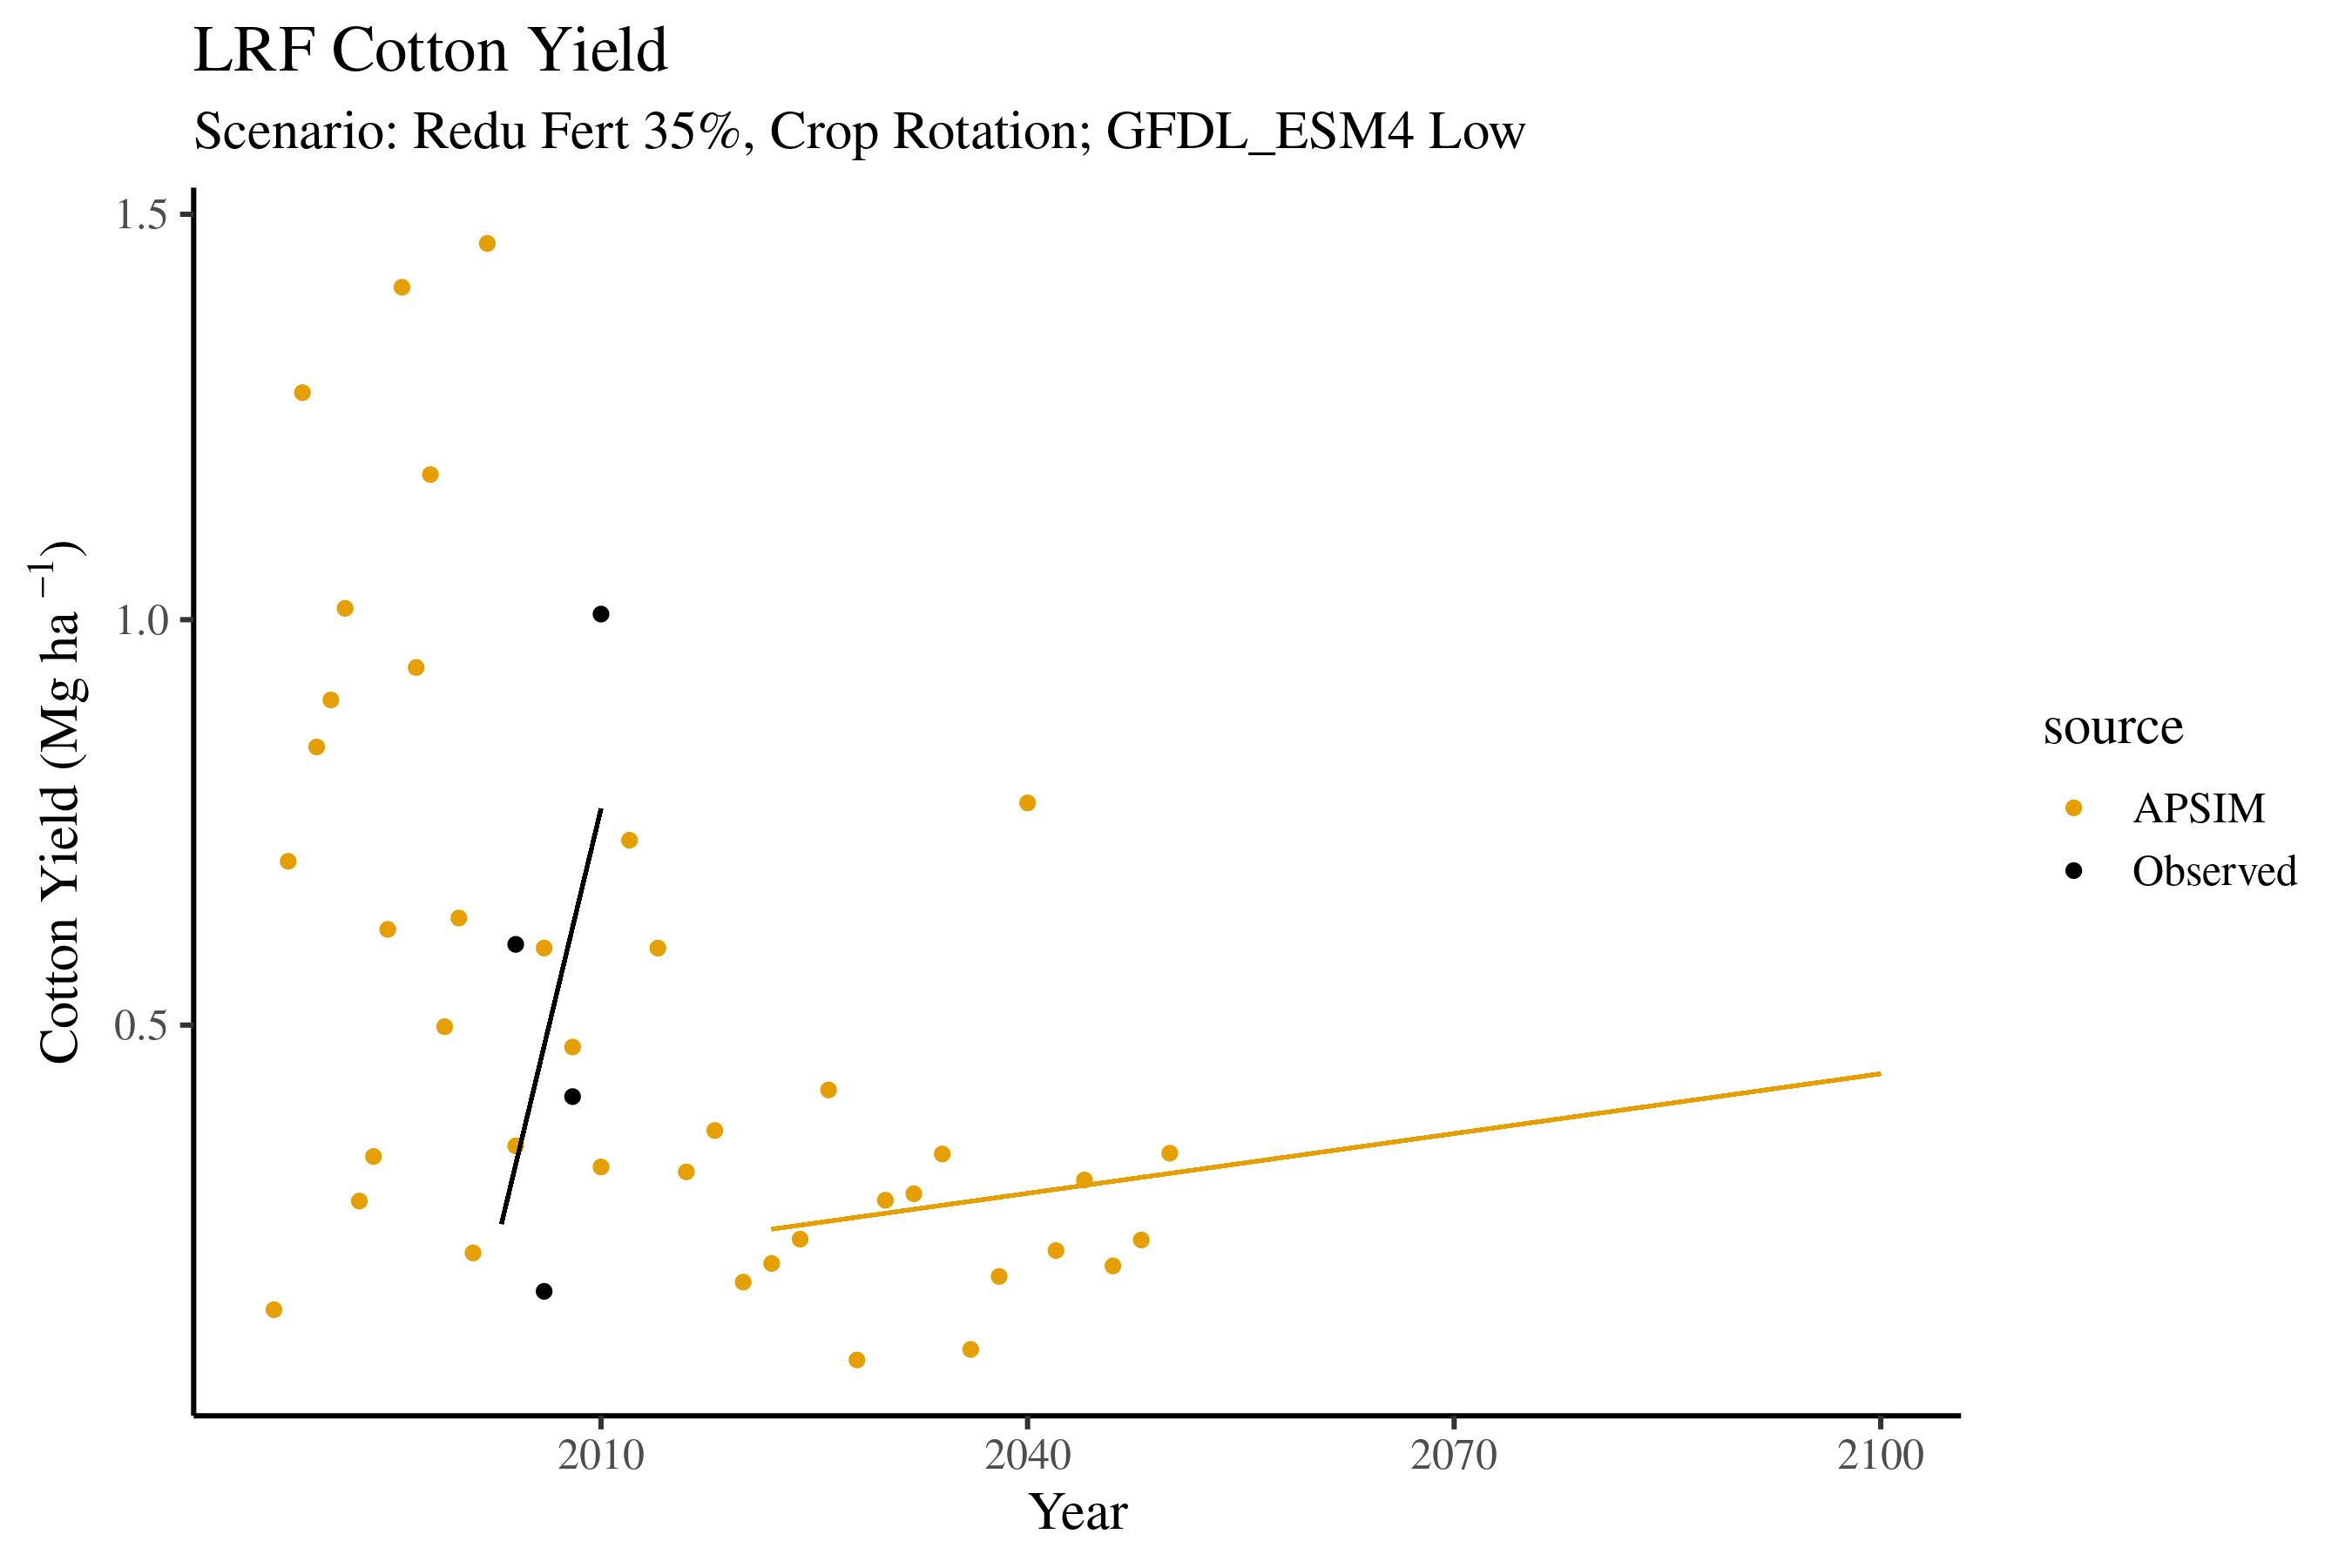 LRF Cotton Yield
Scenario: Redu Fert 35%, Crop Rotation; GFDL_ESM4 Low
Cotton Yield (Mg ha −1)
1.5
1.0
0.5
2010
2040
2070
2100
Year
source
APSIM
Observed